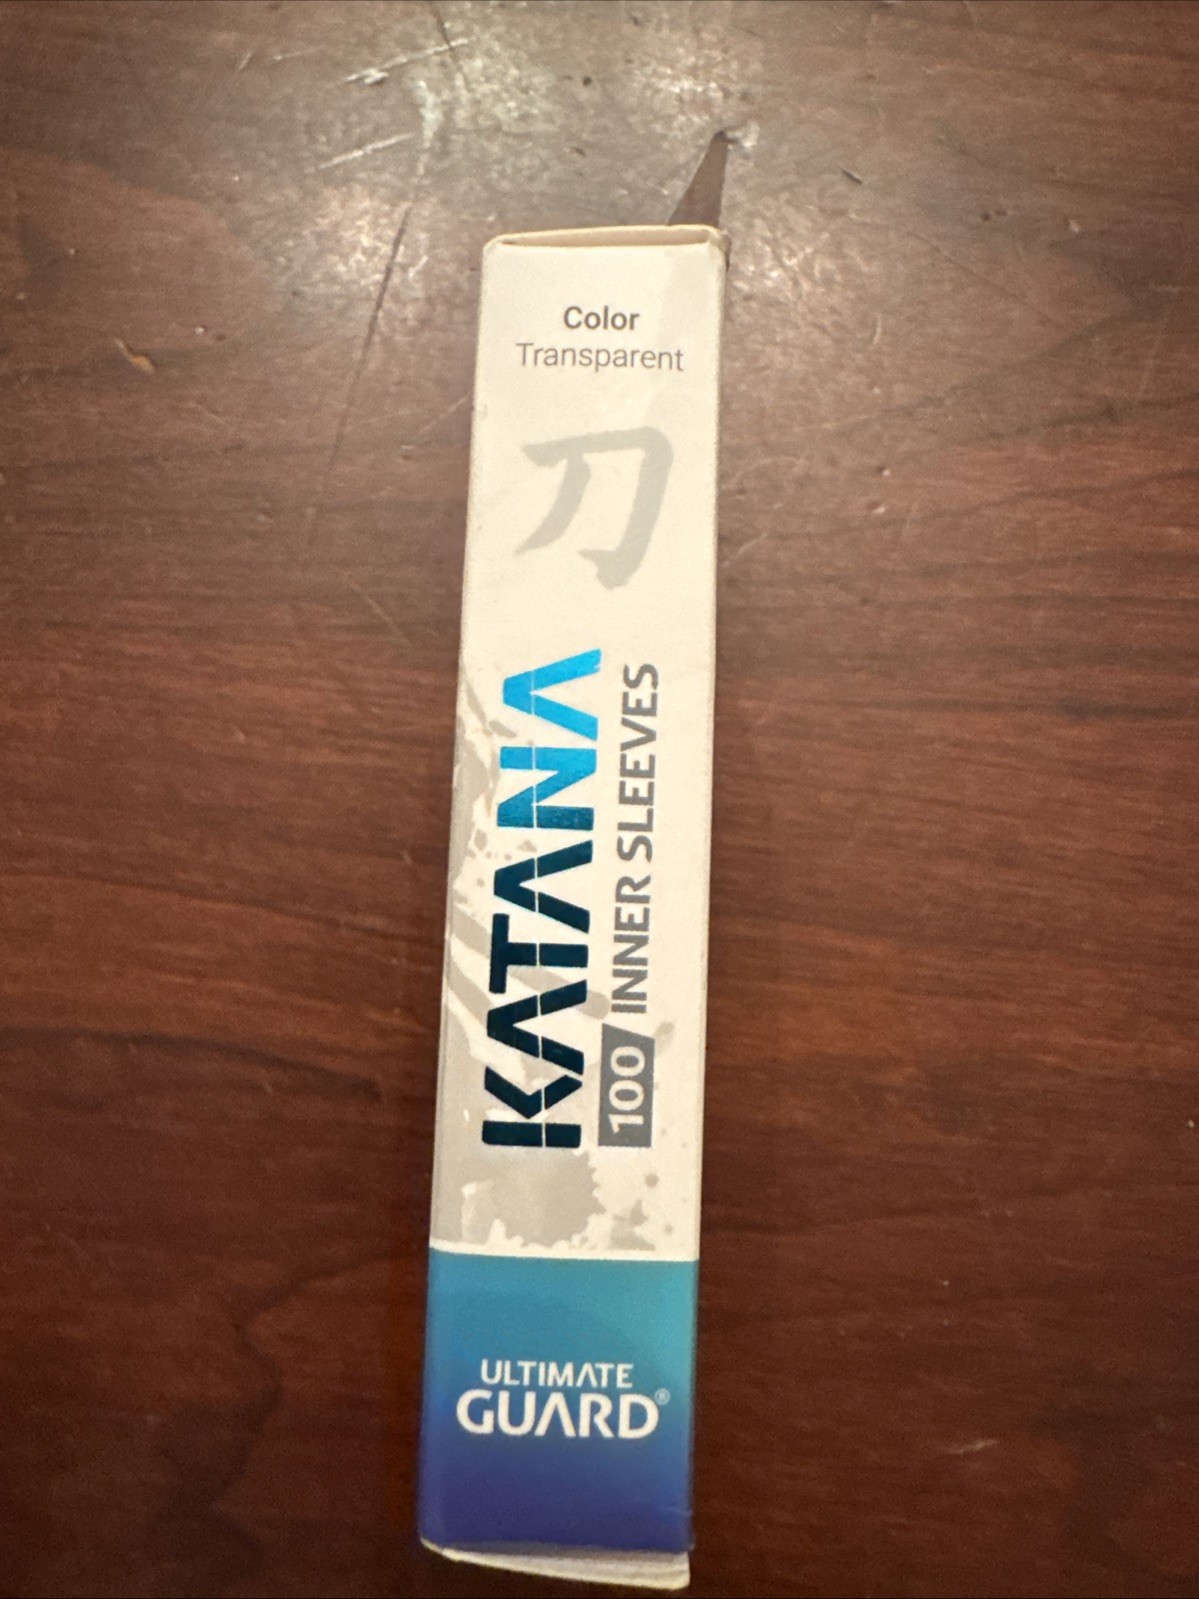 Color
Transparent
刀
KATANA
100 INNER SLEEVES
ULTIMATE
GUARD®